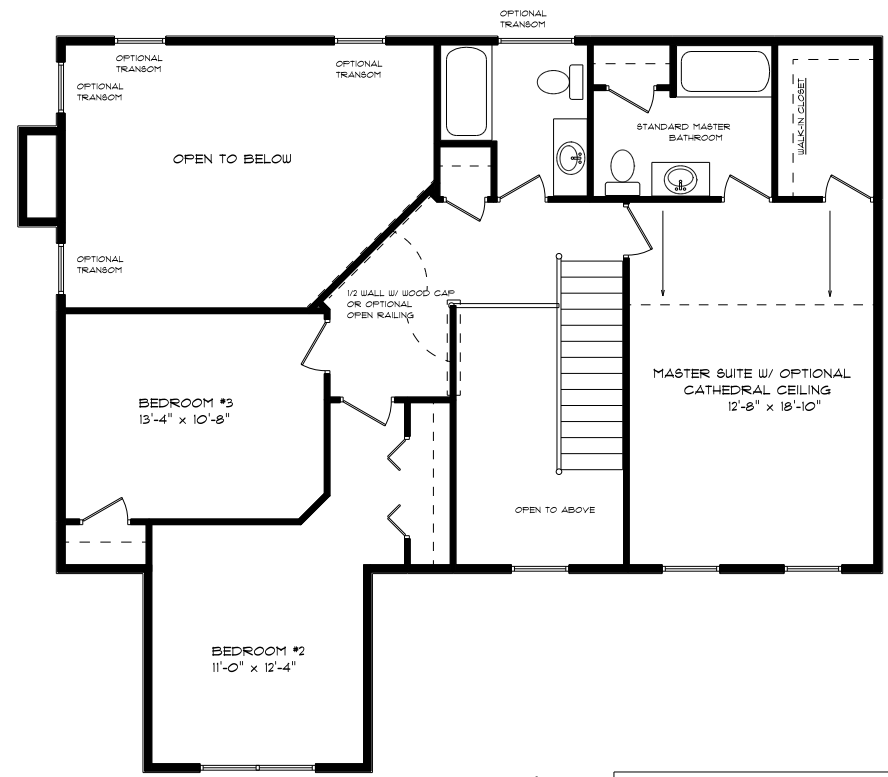 OPTIONAL
TRANSOM
OPTIONAL
TRANSOM
OPTIONAL
TRANSOM
OPTIONAL
TRANSOM
WALK-IN CLOSET
STANDARD MASTER
BATHROOM
OPEN TO BELOW
OPTIONAL
TRANSOM
1/2 WALL W/ WOOD CAP
OR OPTIONAL
OPEN RAILING
MASTER SUITE W/ OPTIONAL
CATHEDRAL CEILING
12'-8" x 18'-10"
BEDROOM #3
13'-4" x 10'-8"
OPEN TO ABOVE
BEDROOM #2
11'-0" x 12'-4"